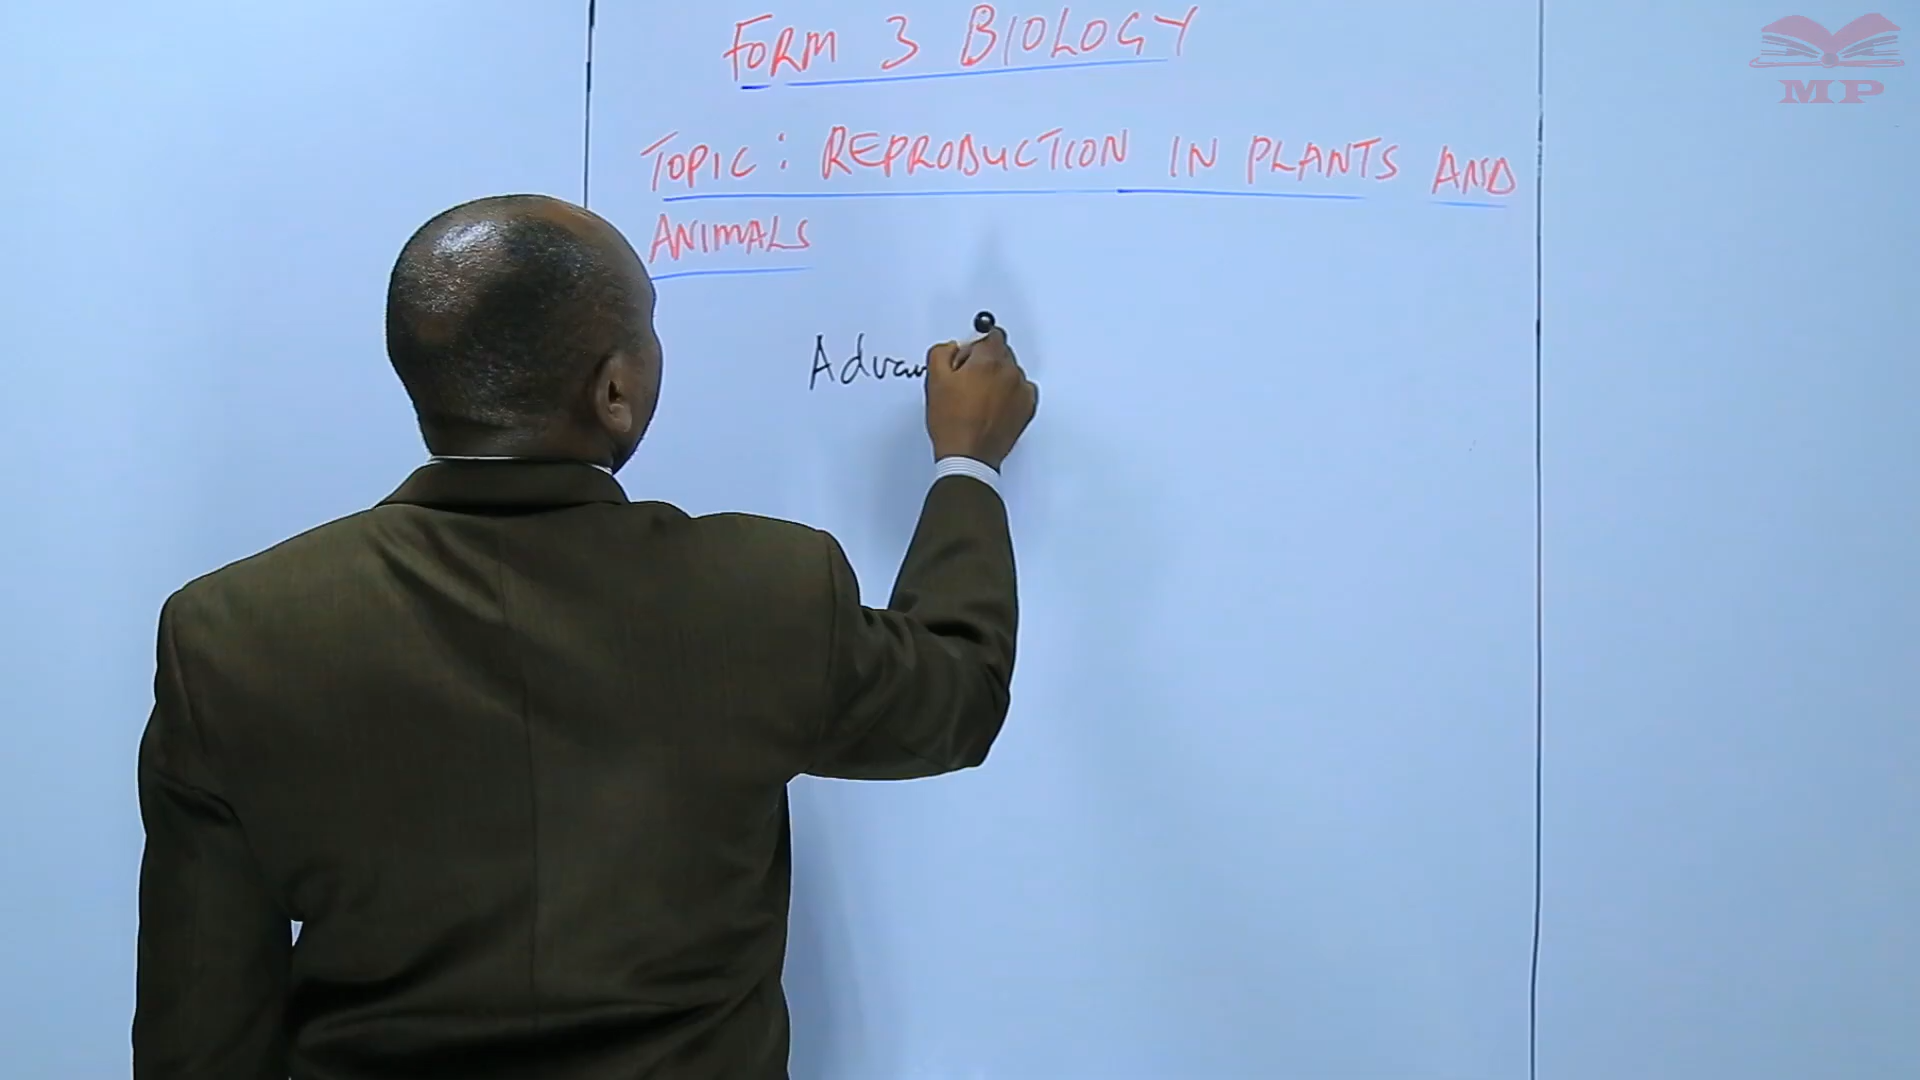 FORM 3 BIOLOGY
TOPIC: REPRODUCTION IN PLANTS AND
ANIMALS
Advan
MP